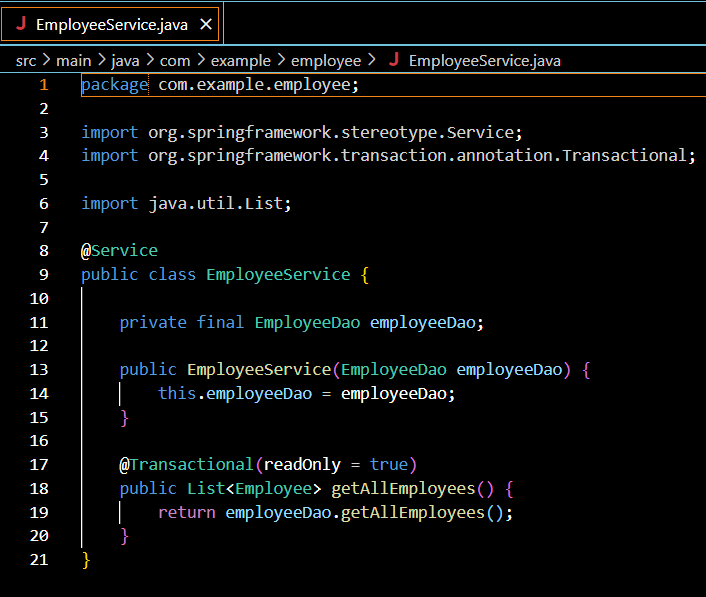 J EmployeeService.java ×
src > main > java > com > example > employee > J EmployeeService.java
1 package com.example.employee;
2
3 import org.springframework.stereotype.Service;
4 import org.springframework.transaction.annotation.Transactional;
5
6 import java.util.List;
7
8 @Service
9 public class EmployeeService {
10
11     private final EmployeeDao employeeDao;
12
13     public EmployeeService(EmployeeDao employeeDao) {
14         this.employeeDao = employeeDao;
15     }
16
17     @Transactional(readOnly = true)
18     public List<Employee> getAllEmployees() {
19         return employeeDao.getAllEmployees();
20     }
21 }